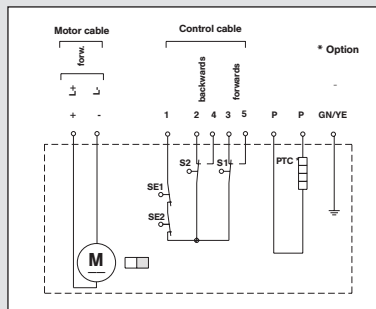 Motor cable
Control cable
* Option
forw.
backwards
forwards
L+
L-
-
+ - 1 2 4 3 5 P P GN/YE
S2
S1
PTC *
SE1
SE2
M